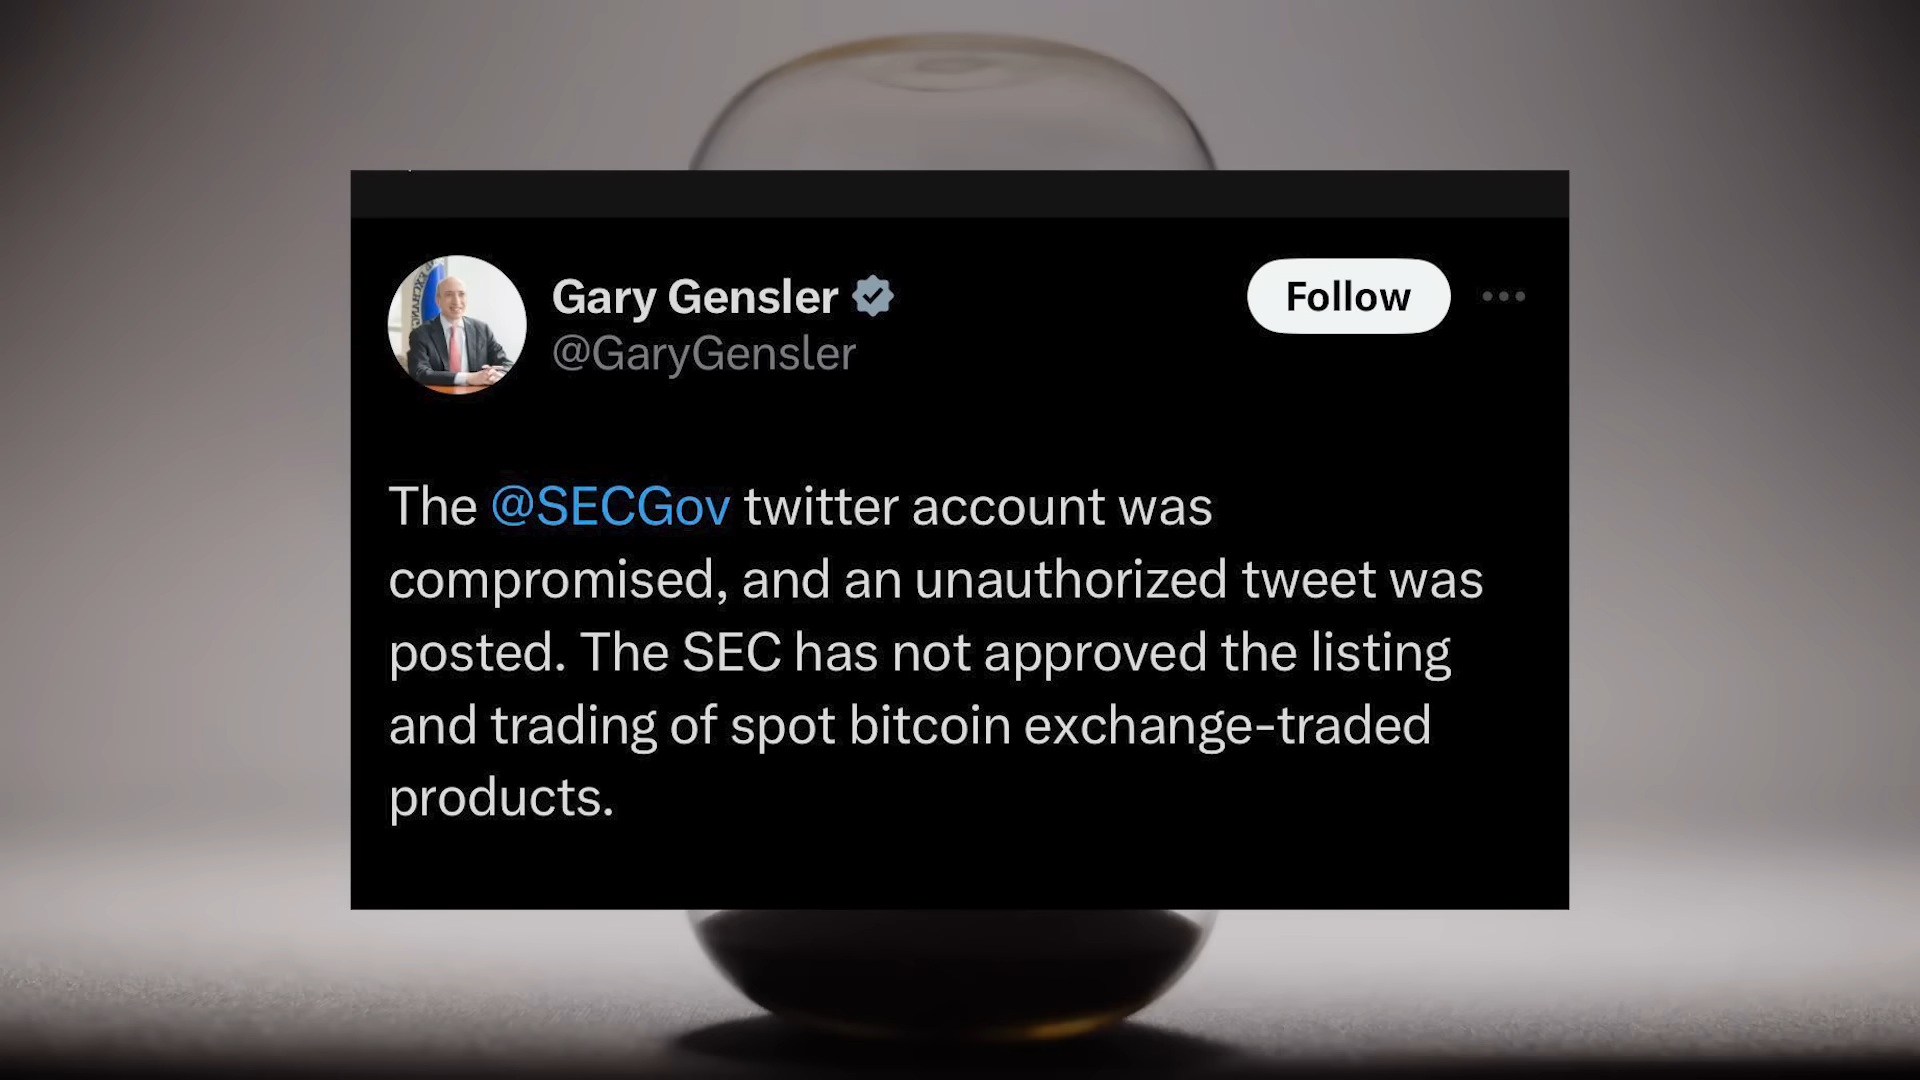 Gary Gensler
@GaryGensler
Follow
The @SECGov twitter account was
compromised, and an unauthorized tweet was
posted. The SEC has not approved the listing
and trading of spot bitcoin exchange-traded
products.